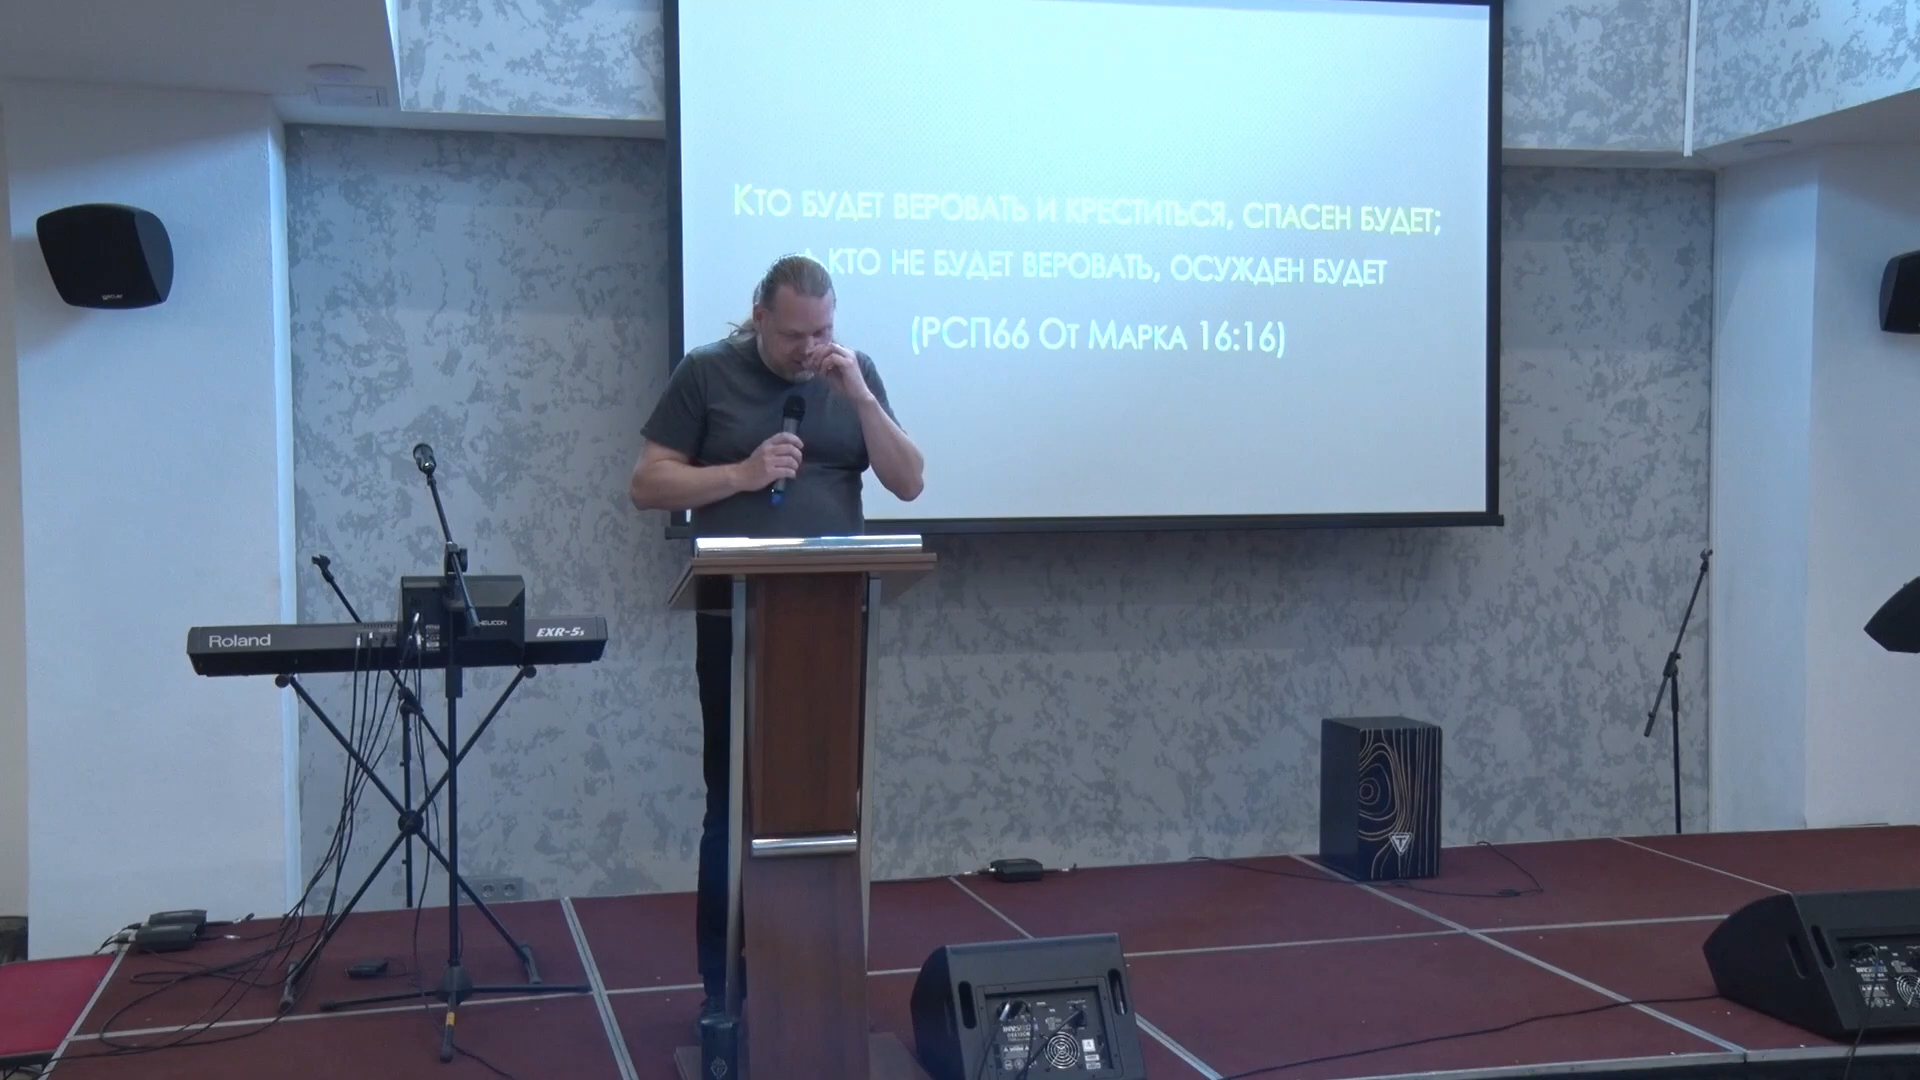 Кто будет веровать и креститься, спасен будет;
кто не будет веровать, осужден будет
(РСП66 От Марка 16:16)
Roland
HELICON
EXR-5s